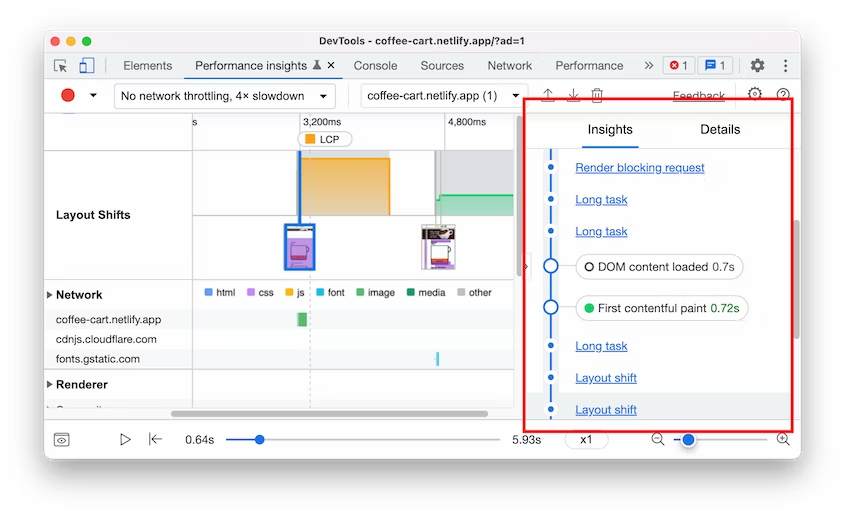 DevTools - coffee-cart.netlify.app/?ad=1
Elements Performance insights Console Sources Network Performance » 1 1
No network throttling, 4× slowdown coffee-cart.netlify.app (1) Feedback
s 3,200ms 4,800ms
LCP
Layout Shifts
Network html css js font image media other
coffee-cart.netlify.app
cdnjs.cloudflare.com
fonts.gstatic.com
Renderer
Insights Details
Render blocking request
Long task
Long task
DOM content loaded 0.7s
First contentful paint 0.72s
Long task
Layout shift
Layout shift
0.64s 5.93s x1